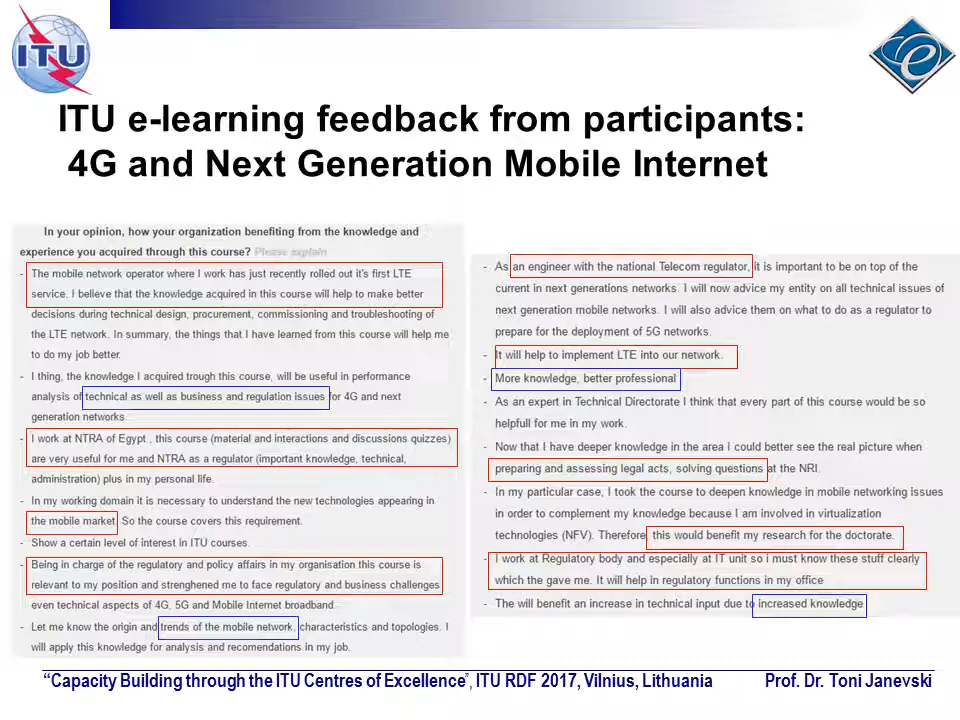 ITU
e
ITU e-learning feedback from participants:
4G and Next Generation Mobile Internet
In your opinion, how your organization benefiting from the knowledge and
experience you acquired through this course? Please explain
- The mobile network operator where I work has just recently rolled out it's first LTE
service. I believe that the knowledge acquired in this course will help to make better
decisions during technical design, procurement, commissioning and troubleshooting of
the LTE network. In summary, the things that I have learned from this course will help me
to do my job better.
- I thing, the knowledge I acquired trough this course, will be useful in performance
analysis of technical as well as business and regulation issues for 4G and next
generation networks.
- I work at NTRA of Egypt , this course (material and interactions and discussions quizzes)
are very useful for me and NTRA as a regulator (important knowledge, technical,
administration) plus in my personal life.
- In my working domain it is necessary to understand the new technologies appearing in
the mobile market. So the course covers this requirement.
- Show a certain level of interest in ITU courses.
- Being in charge of the regulatory and policy affairs in my organisation this course is
relevant to my position and strenghened me to face regulatory and business challenges
even technical aspects of 4G, 5G and Mobile Internet broadband.
- Let me know the origin and trends of the mobile network, characteristics and topologies. I
will apply this knowledge for analysis and recomendations in my job.
- As an engineer with the national Telecom regulator, it is important to be on top of the
current in next generations networks. I will now advice my entity on all technical issues of
next generation mobile networks. I will also advise them on what to do as a regulator to
prepare for the deployment of 5G networks.
- It will help to implement LTE into our network.
- More knowledge, better professional
- As an expert in Technical Directorate I think that every part of this course would be so
helpfull for me in my work.
- Now that I have deeper knowledge in the area I could better see the real picture when
preparing and assessing legal acts, solving questions at the NRI.
- In my particular case, I took the course to deepen knowledge in mobile networking issues
in order to complement my knowledge because I am involved in virtualization
technologies (NFV). Therefore, this would benefit my research for the doctorate.
- I work at Regulatory body and especially at IT unit so i must know these stuff clearly
which the gave me. It will help in regulatory functions in my office
- The will benefit an increase in technical input due to increased knowledge
“Capacity Building through the ITU Centres of Excellence”, ITU RDF 2017, Vilnius, Lithuania Prof. Dr. Toni Janevski